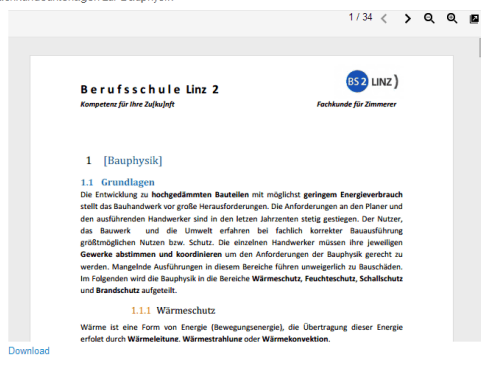 1 / 34
Berufsschule Linz 2
BS 2 LINZ
Kompetenz für Ihre Zu[ku]nft
Fachkunde für Zimmerer
1 [Bauphysik]
1.1 Grundlagen
Die Entwicklung zu hochgedämmten Bauteilen mit möglichst geringem Energieverbrauch
stellt das Bauhandwerk vor große Herausforderungen. Die Anforderungen an den Planer und
den ausführenden Handwerker sind in den letzen Jahrzenten stetig gestiegen. Der Nutzer,
das Bauwerk und die Umwelt erfahren bei fachlich korrekter Bauausführung
größtmöglichen Nutzen bzw. Schutz. Die einzelnen Handwerker müssen ihre jeweiligen
Gewerke abstimmen und koordinieren um den Anforderungen der Bauphysik gerecht zu
werden. Mangelnde Ausführungen in diesem Bereiche führen unweigerlich zu Bauschäden.
Im Folgenden wird die Bauphysik in die Bereiche Wärmeschutz, Feuchteschutz, Schallschutz
und Brandschutz aufgeteilt.
1.1.1 Wärmeschutz
Wärme ist eine Form von Energie (Bewegungsenergie), die Übertragung dieser Energie
erfolgt durch Wärmeleitung, Wärmestrahlung oder Wärmekonvektion.
Download